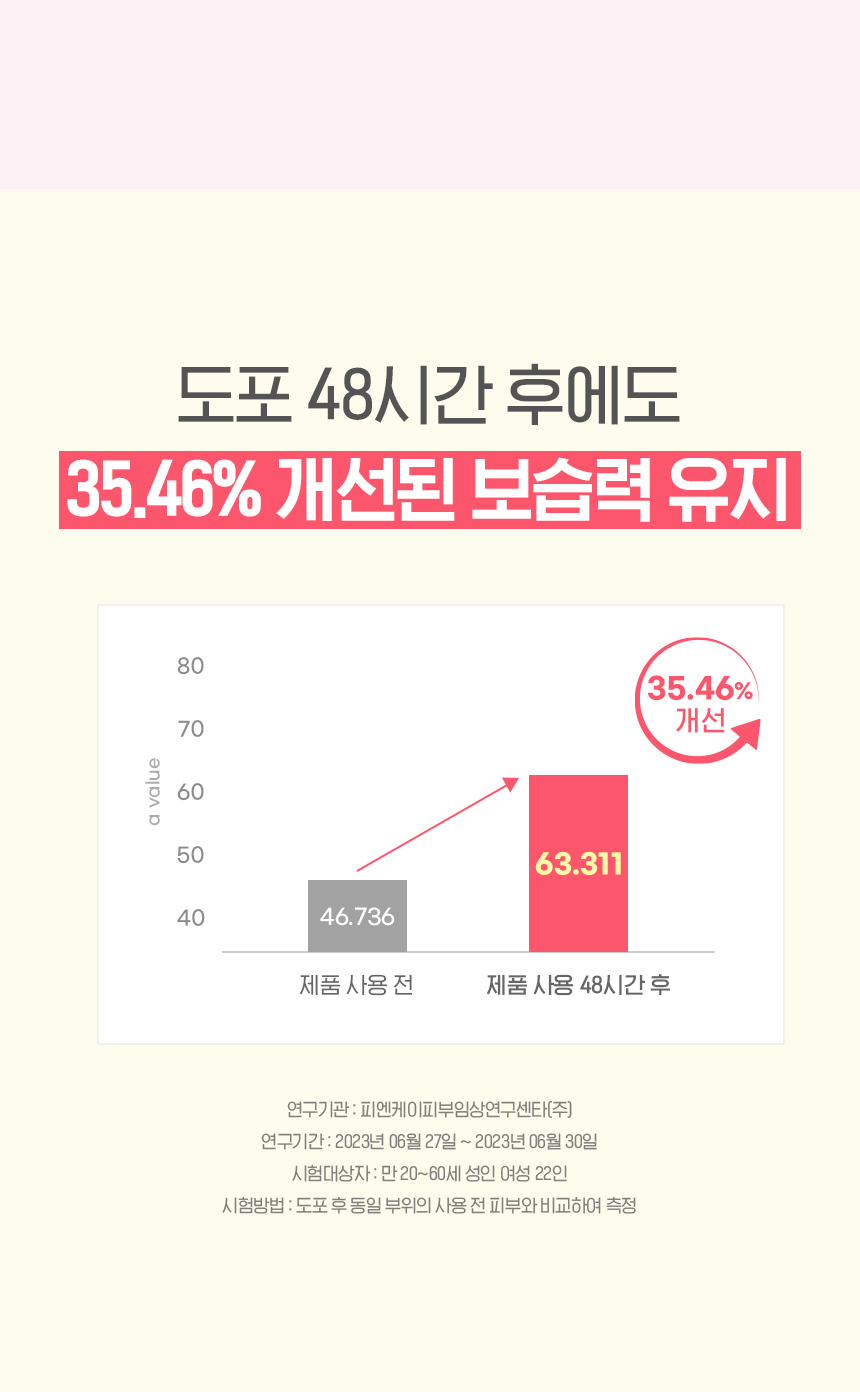 도포 48시간 후에도
35.46% 개선된 보습력 유지
80
70
60
50
40
a value
35.46%
개선
46.736
63.311
제품 사용 전
제품 사용 48시간 후
연구기관 : 피엔케이피부임상연구센타(주)
연구기간 : 2023년 06월 27일 ~ 2023년 06월 30일
시험대상자 : 만 20~60세 성인 여성 22인
시험방법 : 도포 후 동일 부위의 사용 전 피부와 비교하여 측정